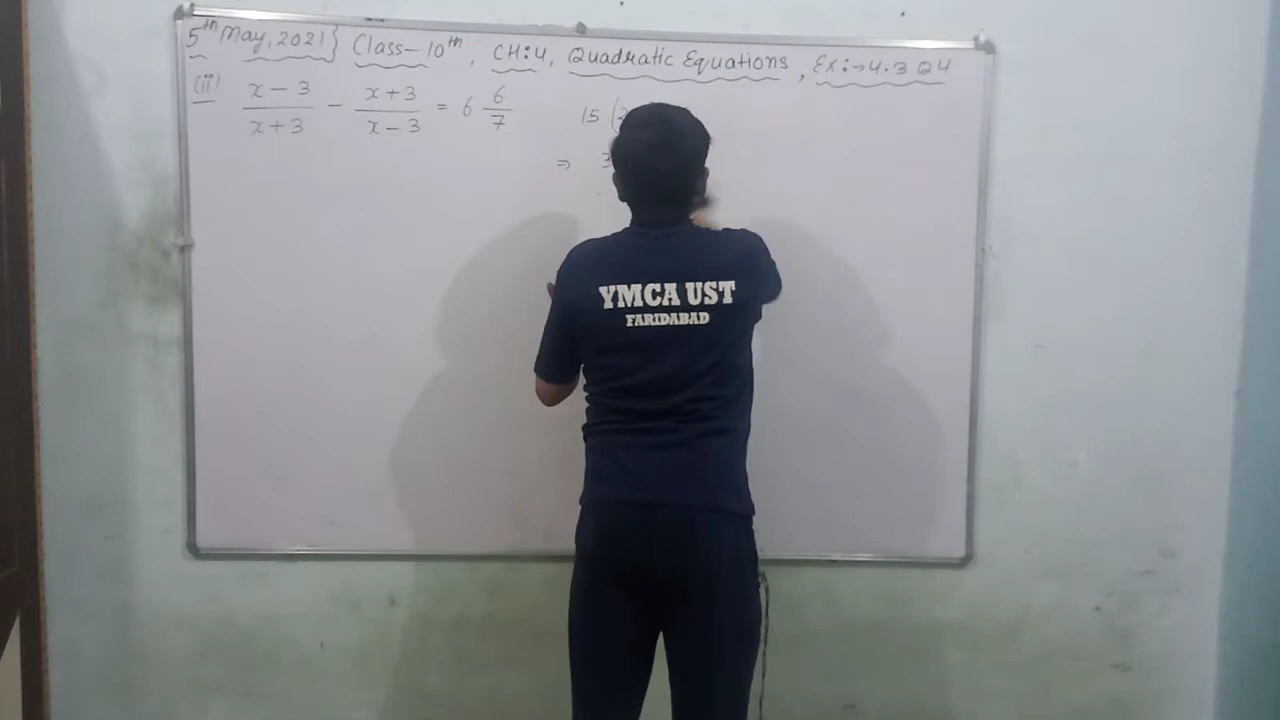 5th May, 2021} Class-10th, CH:4, Quadratic Equations, Ex:→4.3 Q4
(ii) x-3/x+3 - x+3/x-3 = 6 6/7
15 (
⇒ 3
YMCA UST
FARIDABAD